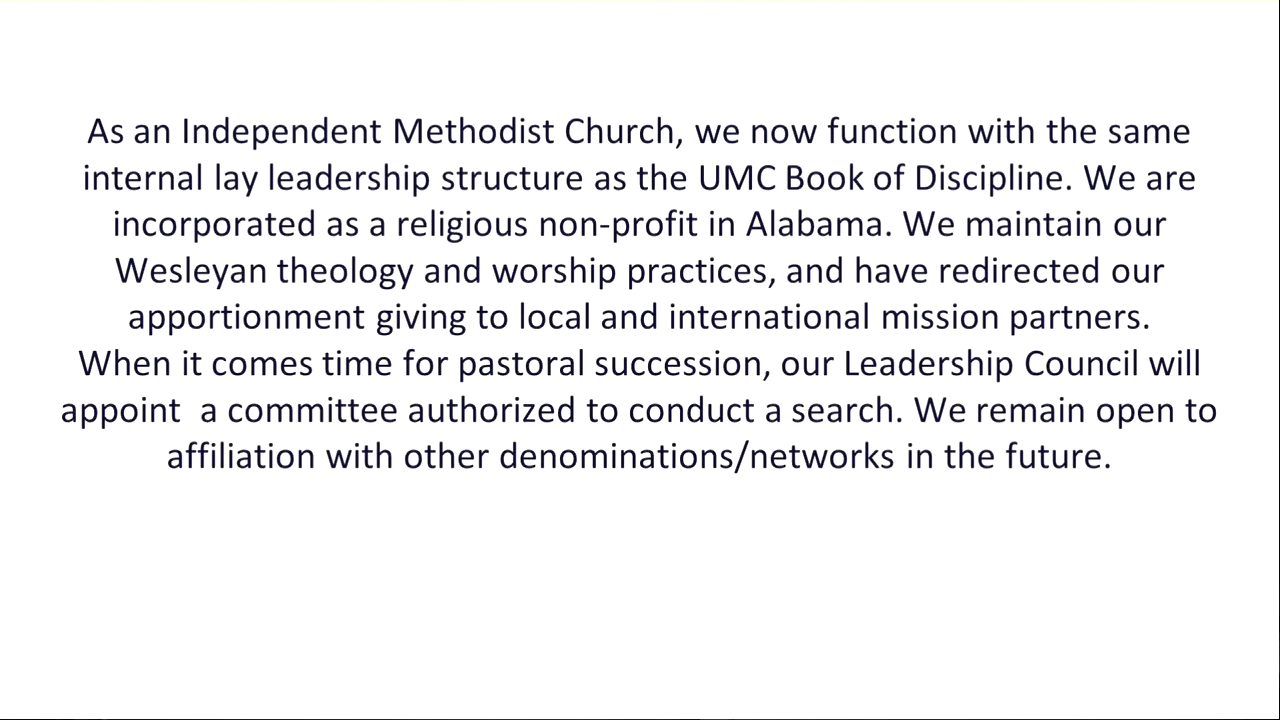 As an Independent Methodist Church, we now function with the same
internal lay leadership structure as the UMC Book of Discipline. We are
incorporated as a religious non-profit in Alabama. We maintain our
Wesleyan theology and worship practices, and have redirected our
apportionment giving to local and international mission partners.
When it comes time for pastoral succession, our Leadership Council will
appoint  a committee authorized to conduct a search. We remain open to
affiliation with other denominations/networks in the future.